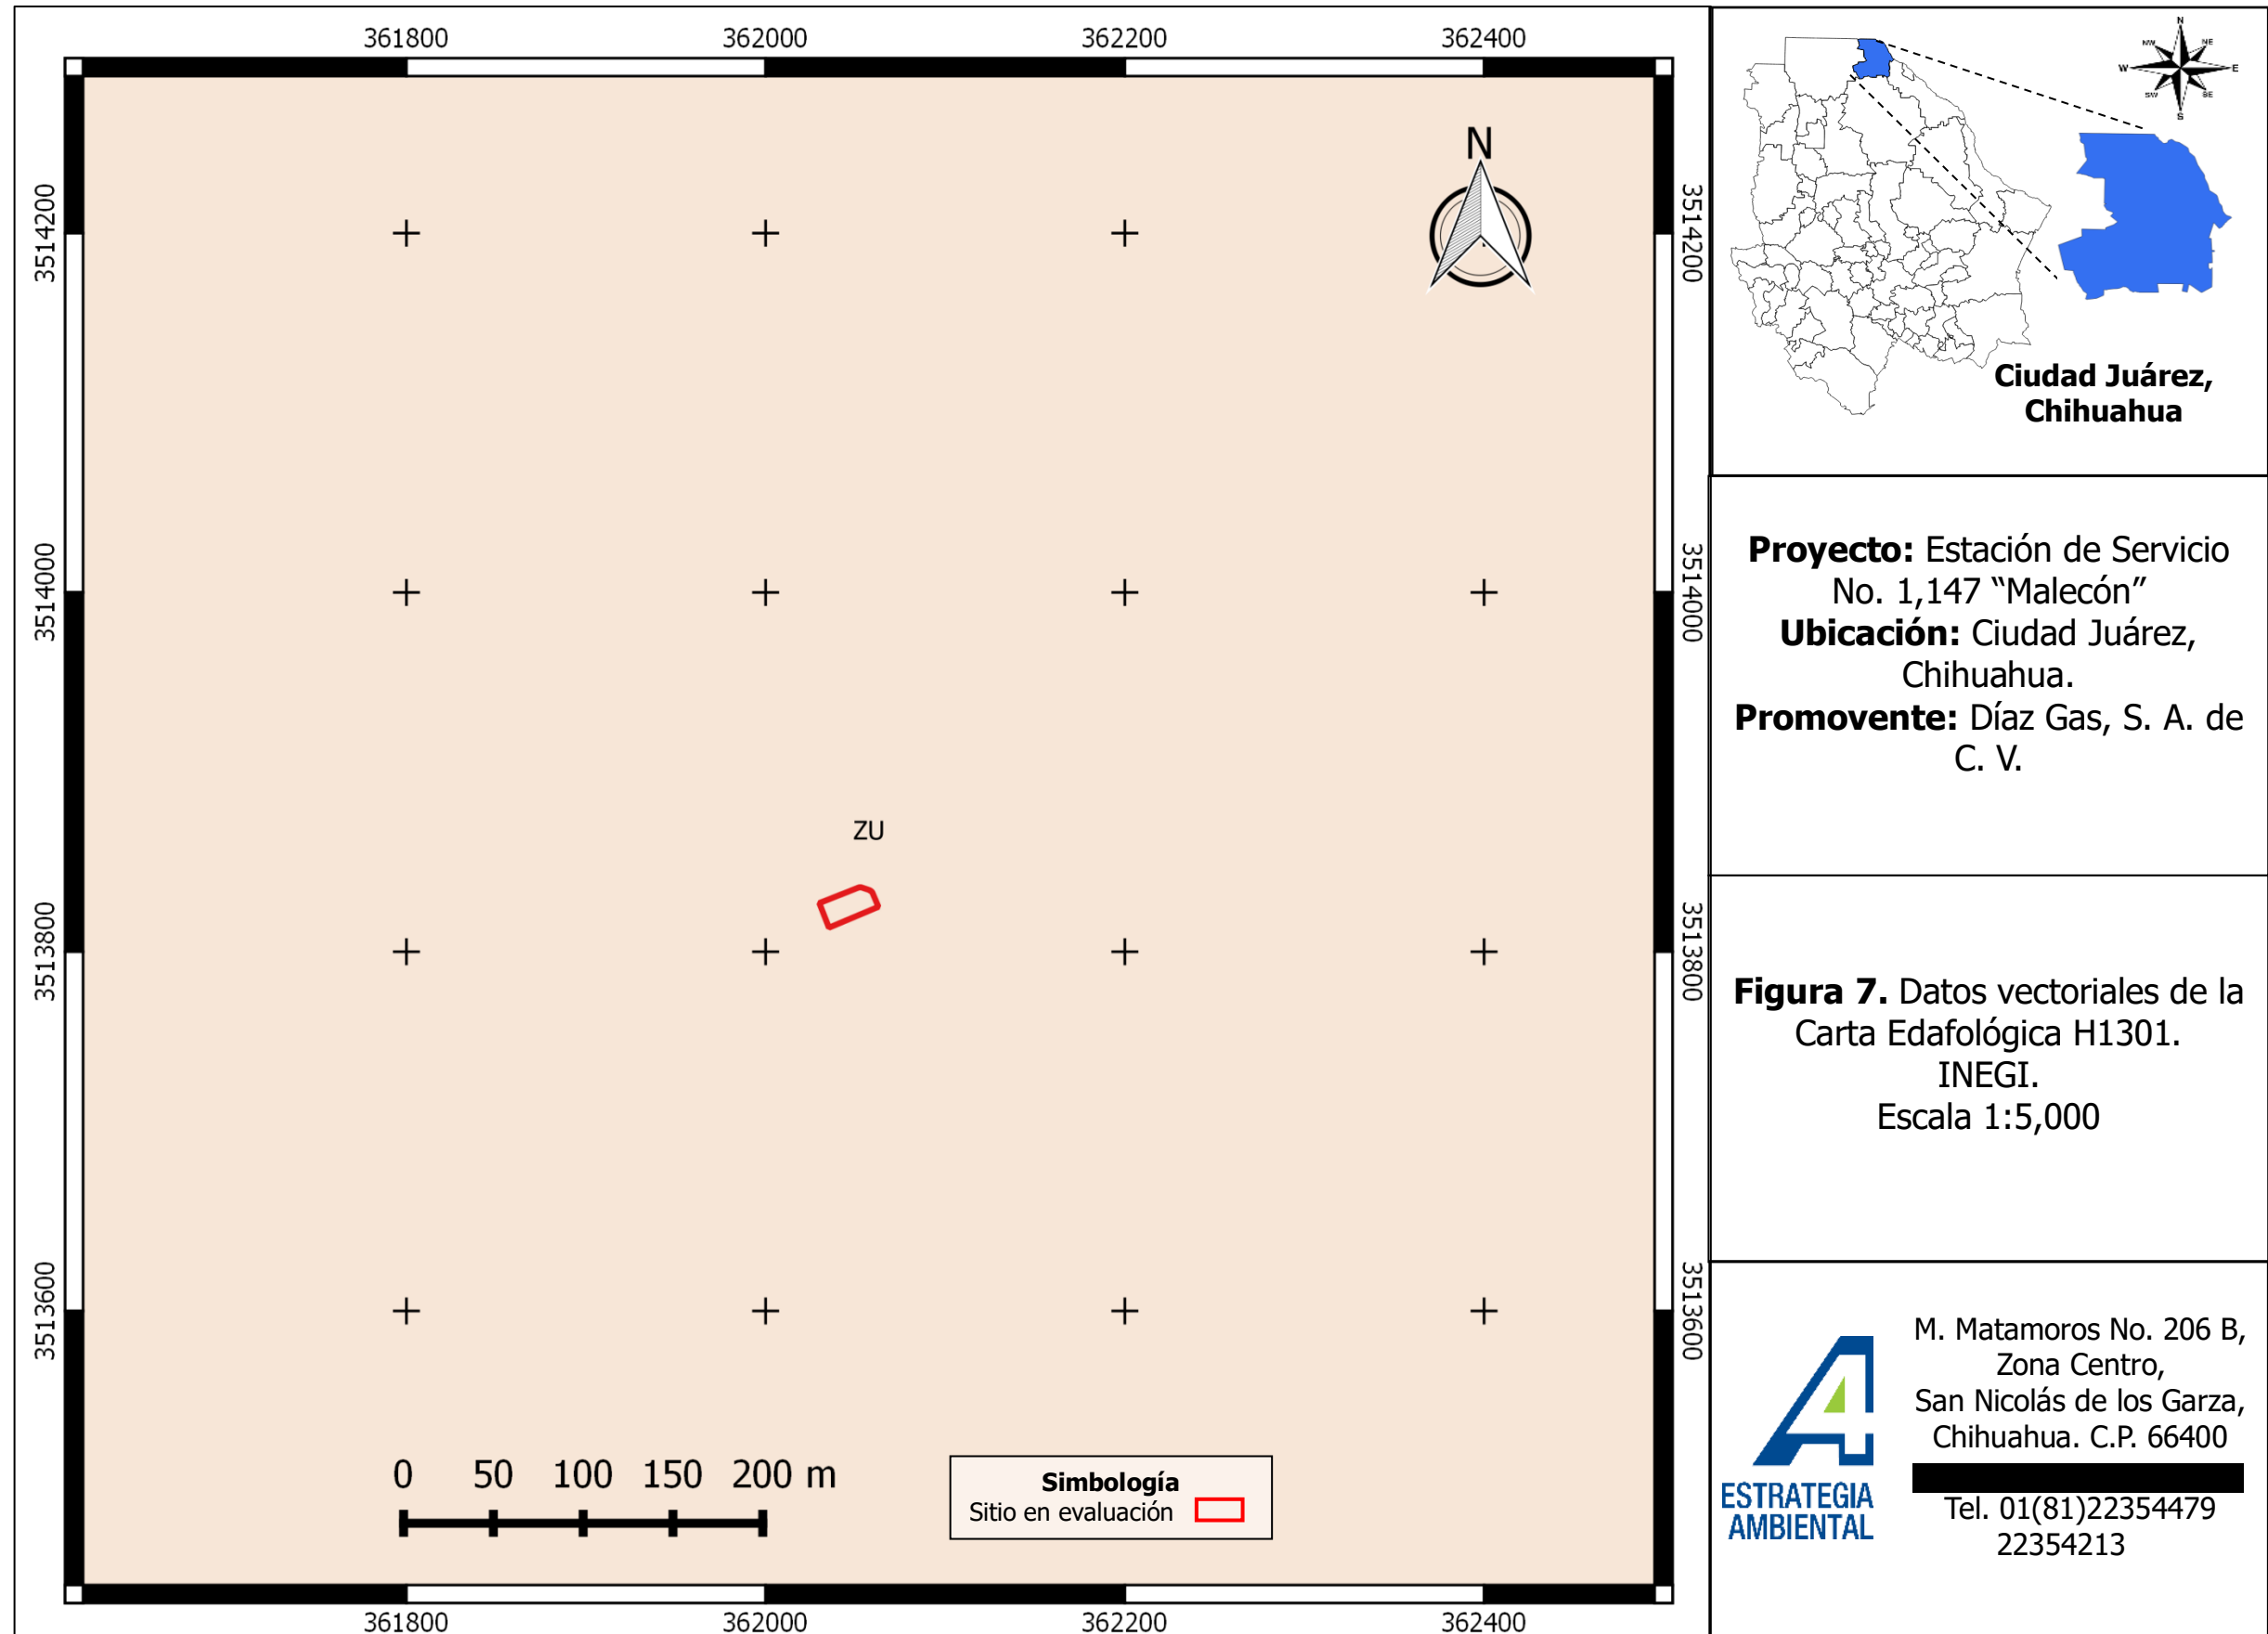 361800
362000
362200
362400
3514200
3514000
3513800
3513600
3514200
3514000
3513800
3513600
N
ZU
0 50 100 150 200 m
Simbología
Sitio en evaluación
361800
362000
362200
362400
N
NW
NE
W
E
SW
SE
S
Ciudad Juárez,
Chihuahua
Proyecto: Estación de Servicio
No. 1,147 “Malecón”
Ubicación: Ciudad Juárez,
Chihuahua.
Promovente: Díaz Gas, S. A. de
C. V.
Figura 7. Datos vectoriales de la
Carta Edafológica H1301.
INEGI.
Escala 1:5,000
ESTRATEGIA
AMBIENTAL
M. Matamoros No. 206 B,
Zona Centro,
San Nicolás de los Garza,
Chihuahua. C.P. 66400
Tel. 01(81)22354479
22354213